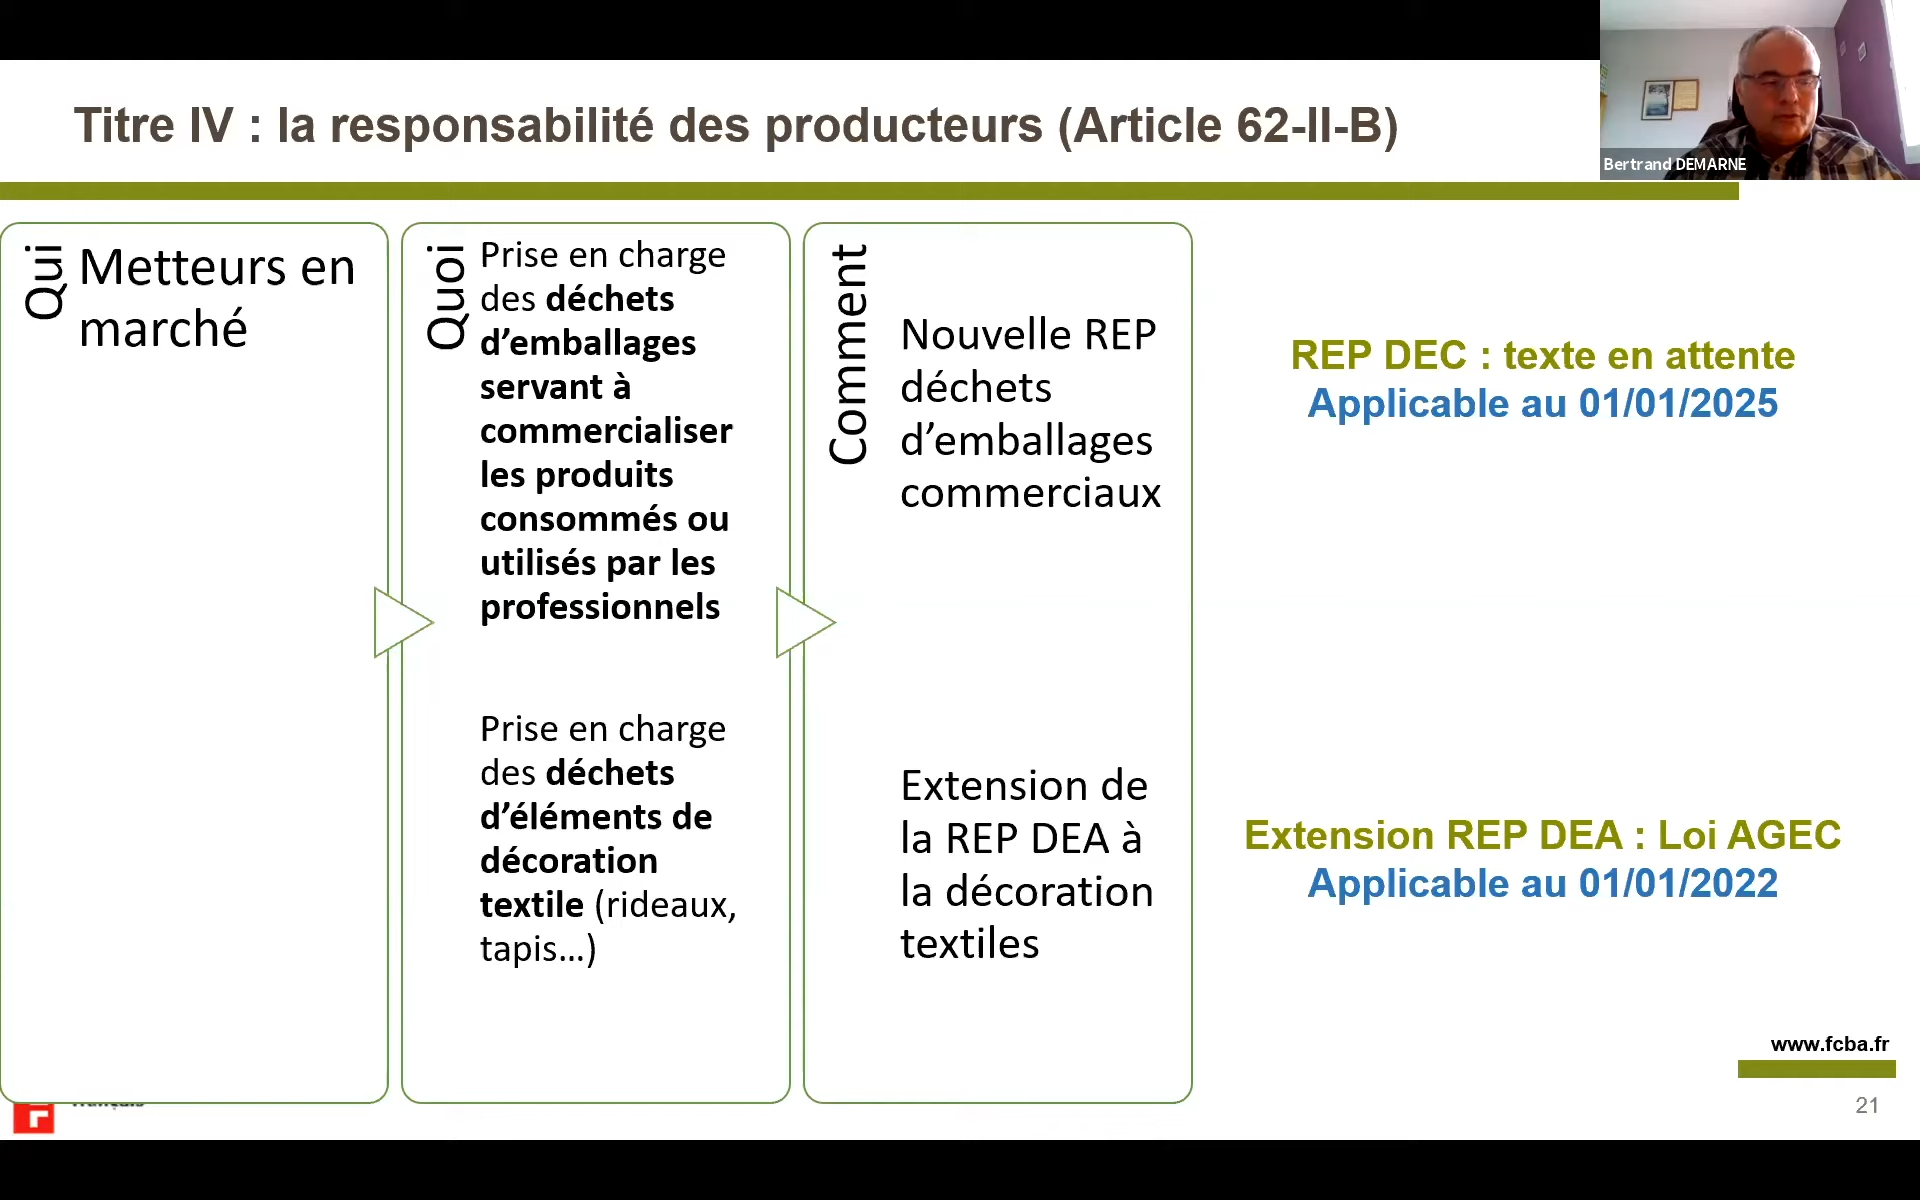 Titre IV : la responsabilité des producteurs (Article 62-II-B)
Bertrand DEMARNE
Qui
Metteurs en
marché
Quoi
Prise en charge
des déchets
d’emballages
servant à
commercialiser
les produits
consommés ou
utilisés par les
professionnels
Prise en charge
des déchets
d’éléments de
décoration
textile (rideaux,
tapis…)
Comment
Nouvelle REP
déchets
d’emballages
commerciaux
Extension de
la REP DEA à
la décoration
textiles
REP DEC : texte en attente
Applicable au 01/01/2025
Extension REP DEA : Loi AGEC
Applicable au 01/01/2022
www.fcba.fr
21